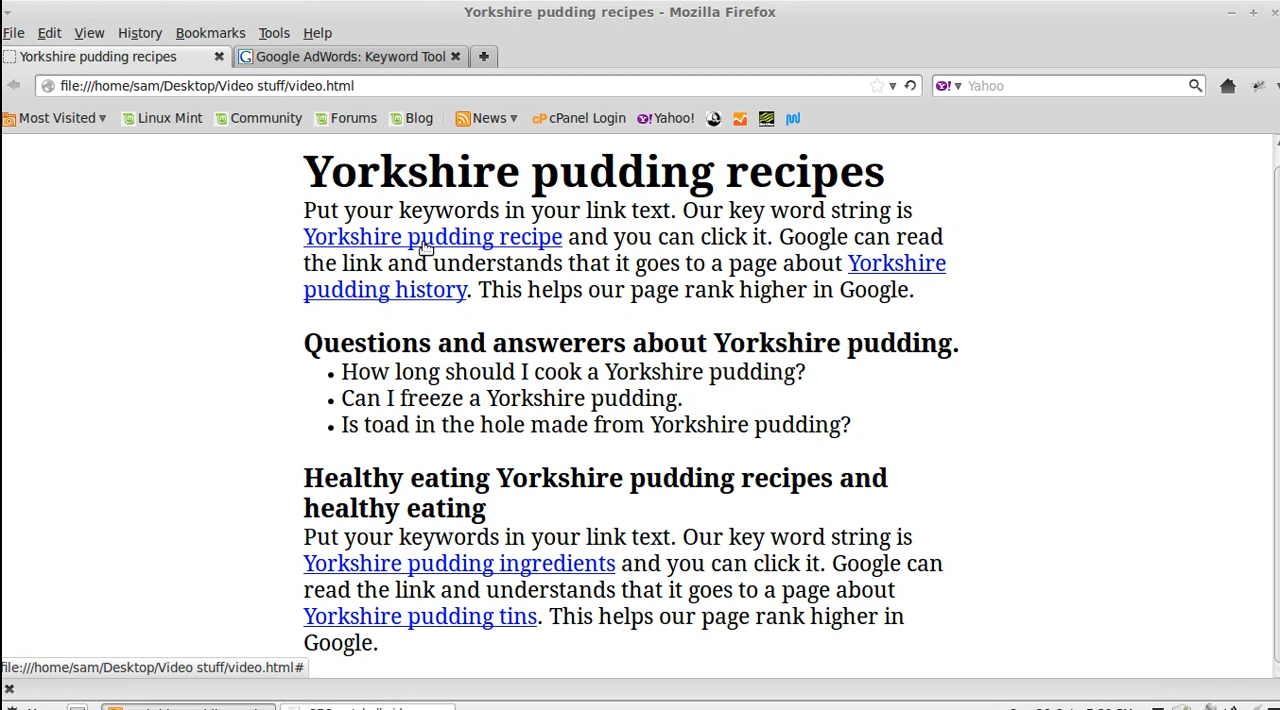 Yorkshire pudding recipes - Mozilla Firefox
File Edit View History Bookmarks Tools Help
Yorkshire pudding recipes Google AdWords: Keyword Tool
file:///home/sam/Desktop/Video stuff/video.html Yahoo
Most Visited Linux Mint Community Forums Blog News cPanel Login Yahoo!
Yorkshire pudding recipes
Put your keywords in your link text. Our key word string is
Yorkshire pudding recipe and you can click it. Google can read
the link and understands that it goes to a page about Yorkshire
pudding history. This helps our page rank higher in Google.
Questions and answerers about Yorkshire pudding.
• How long should I cook a Yorkshire pudding?
• Can I freeze a Yorkshire pudding.
• Is toad in the hole made from Yorkshire pudding?
Healthy eating Yorkshire pudding recipes and
healthy eating
Put your keywords in your link text. Our key word string is
Yorkshire pudding ingredients and you can click it. Google can
read the link and understands that it goes to a page about
Yorkshire pudding tins. This helps our page rank higher in
Google.
file:///home/sam/Desktop/Video stuff/video.html#